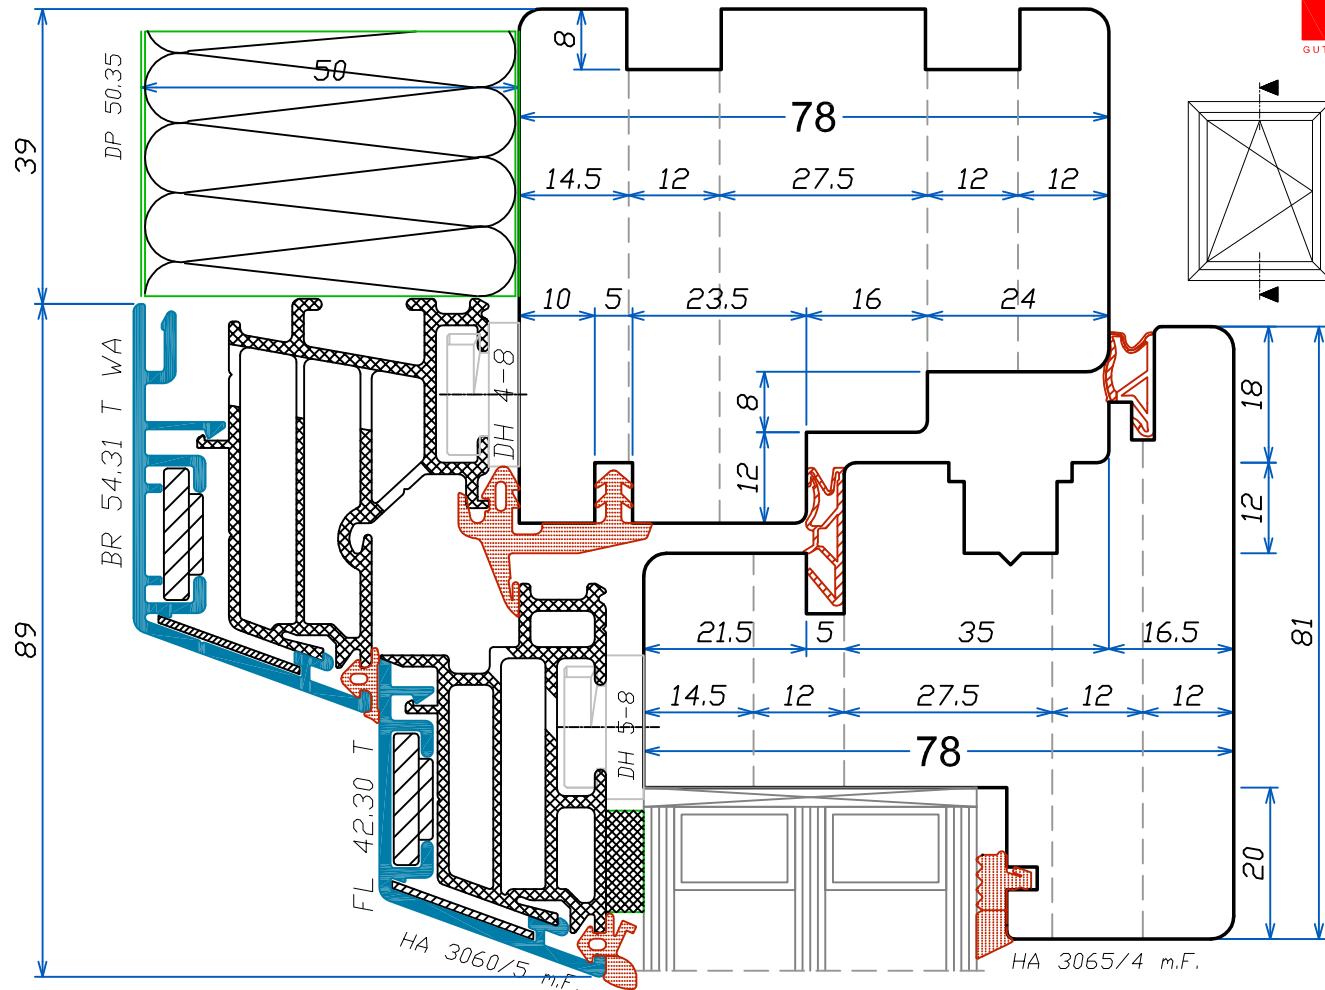 GUT
8
DP 50.35
50
78
39
14.5 12 27.5 12 12
10 5 23.5 16 24
BR 54.31 T WA
DH 4-8
8
18
12
12
89
21.5 5 35 16.5
81
14.5 12 27.5 12 12
DH 5-8
78
FL 42.30 T
20
HA 3060/5 m.F.
HA 3065/4 m.F.